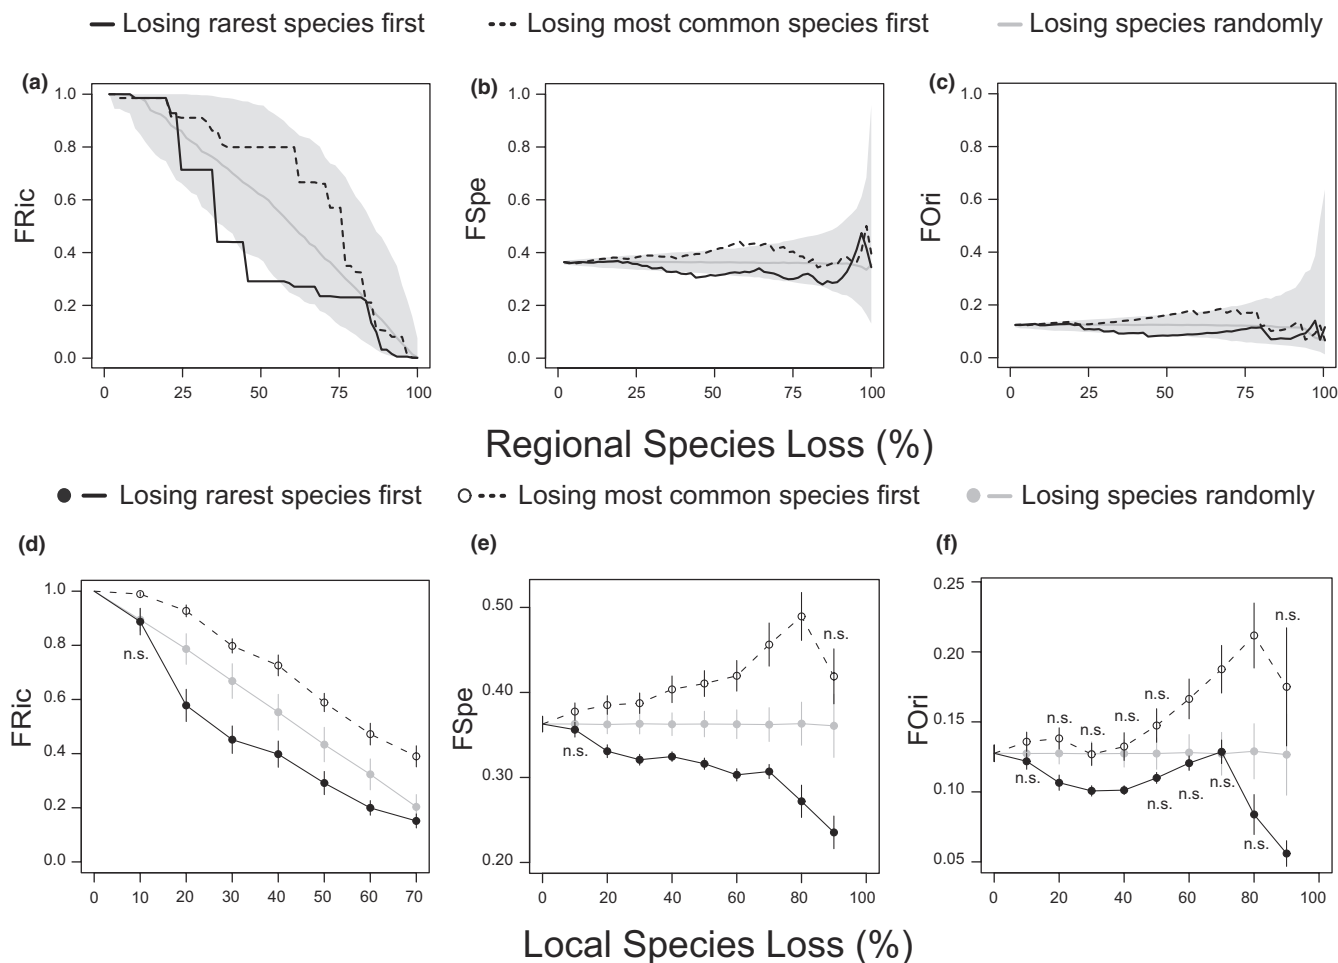 Losing rarest species first Losing most common species first Losing species randomly
(a) (b) (c)
1.0 0.8 0.6 0.4 0.2 0.0
FRic
0 25 50 75 100
1.0 0.8 0.6 0.4 0.2 0.0
FSpe
0 25 50 75 100
1.0 0.8 0.6 0.4 0.2 0.0
FOri
0 25 50 75 100
Regional Species Loss (%)
Losing rarest species first Losing most common species first Losing species randomly
(d) (e) (f)
1.0 0.8 0.6 0.4 0.2 0.0
FRic
n.s.
0 10 20 30 40 50 60 70
0.50 0.40 0.30 0.20
FSpe
n.s. n.s.
0 20 40 60 80 100
0.25 0.20 0.15 0.10 0.05
FOri
n.s. n.s. n.s. n.s. n.s. n.s. n.s. n.s. n.s. n.s.
0 20 40 60 80 100
Local Species Loss (%)